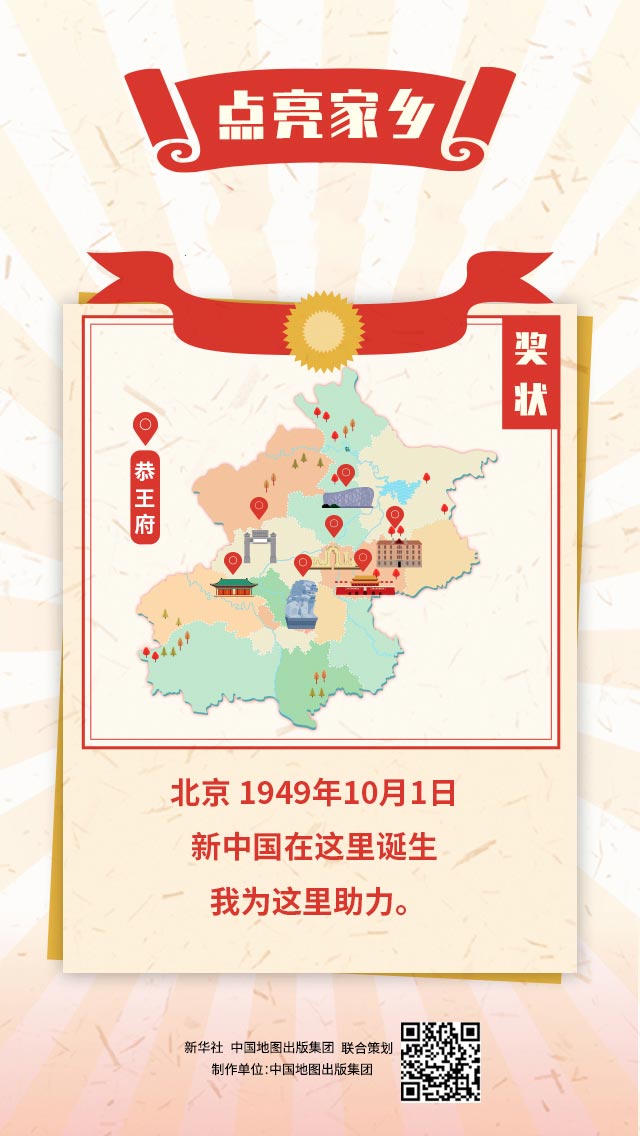 点亮家乡
奖状
恭王府
北京 1949年10月1日
新中国在这里诞生
我为这里助力。
新华社 中国地图出版集团 联合策划
制作单位:中国地图出版集团